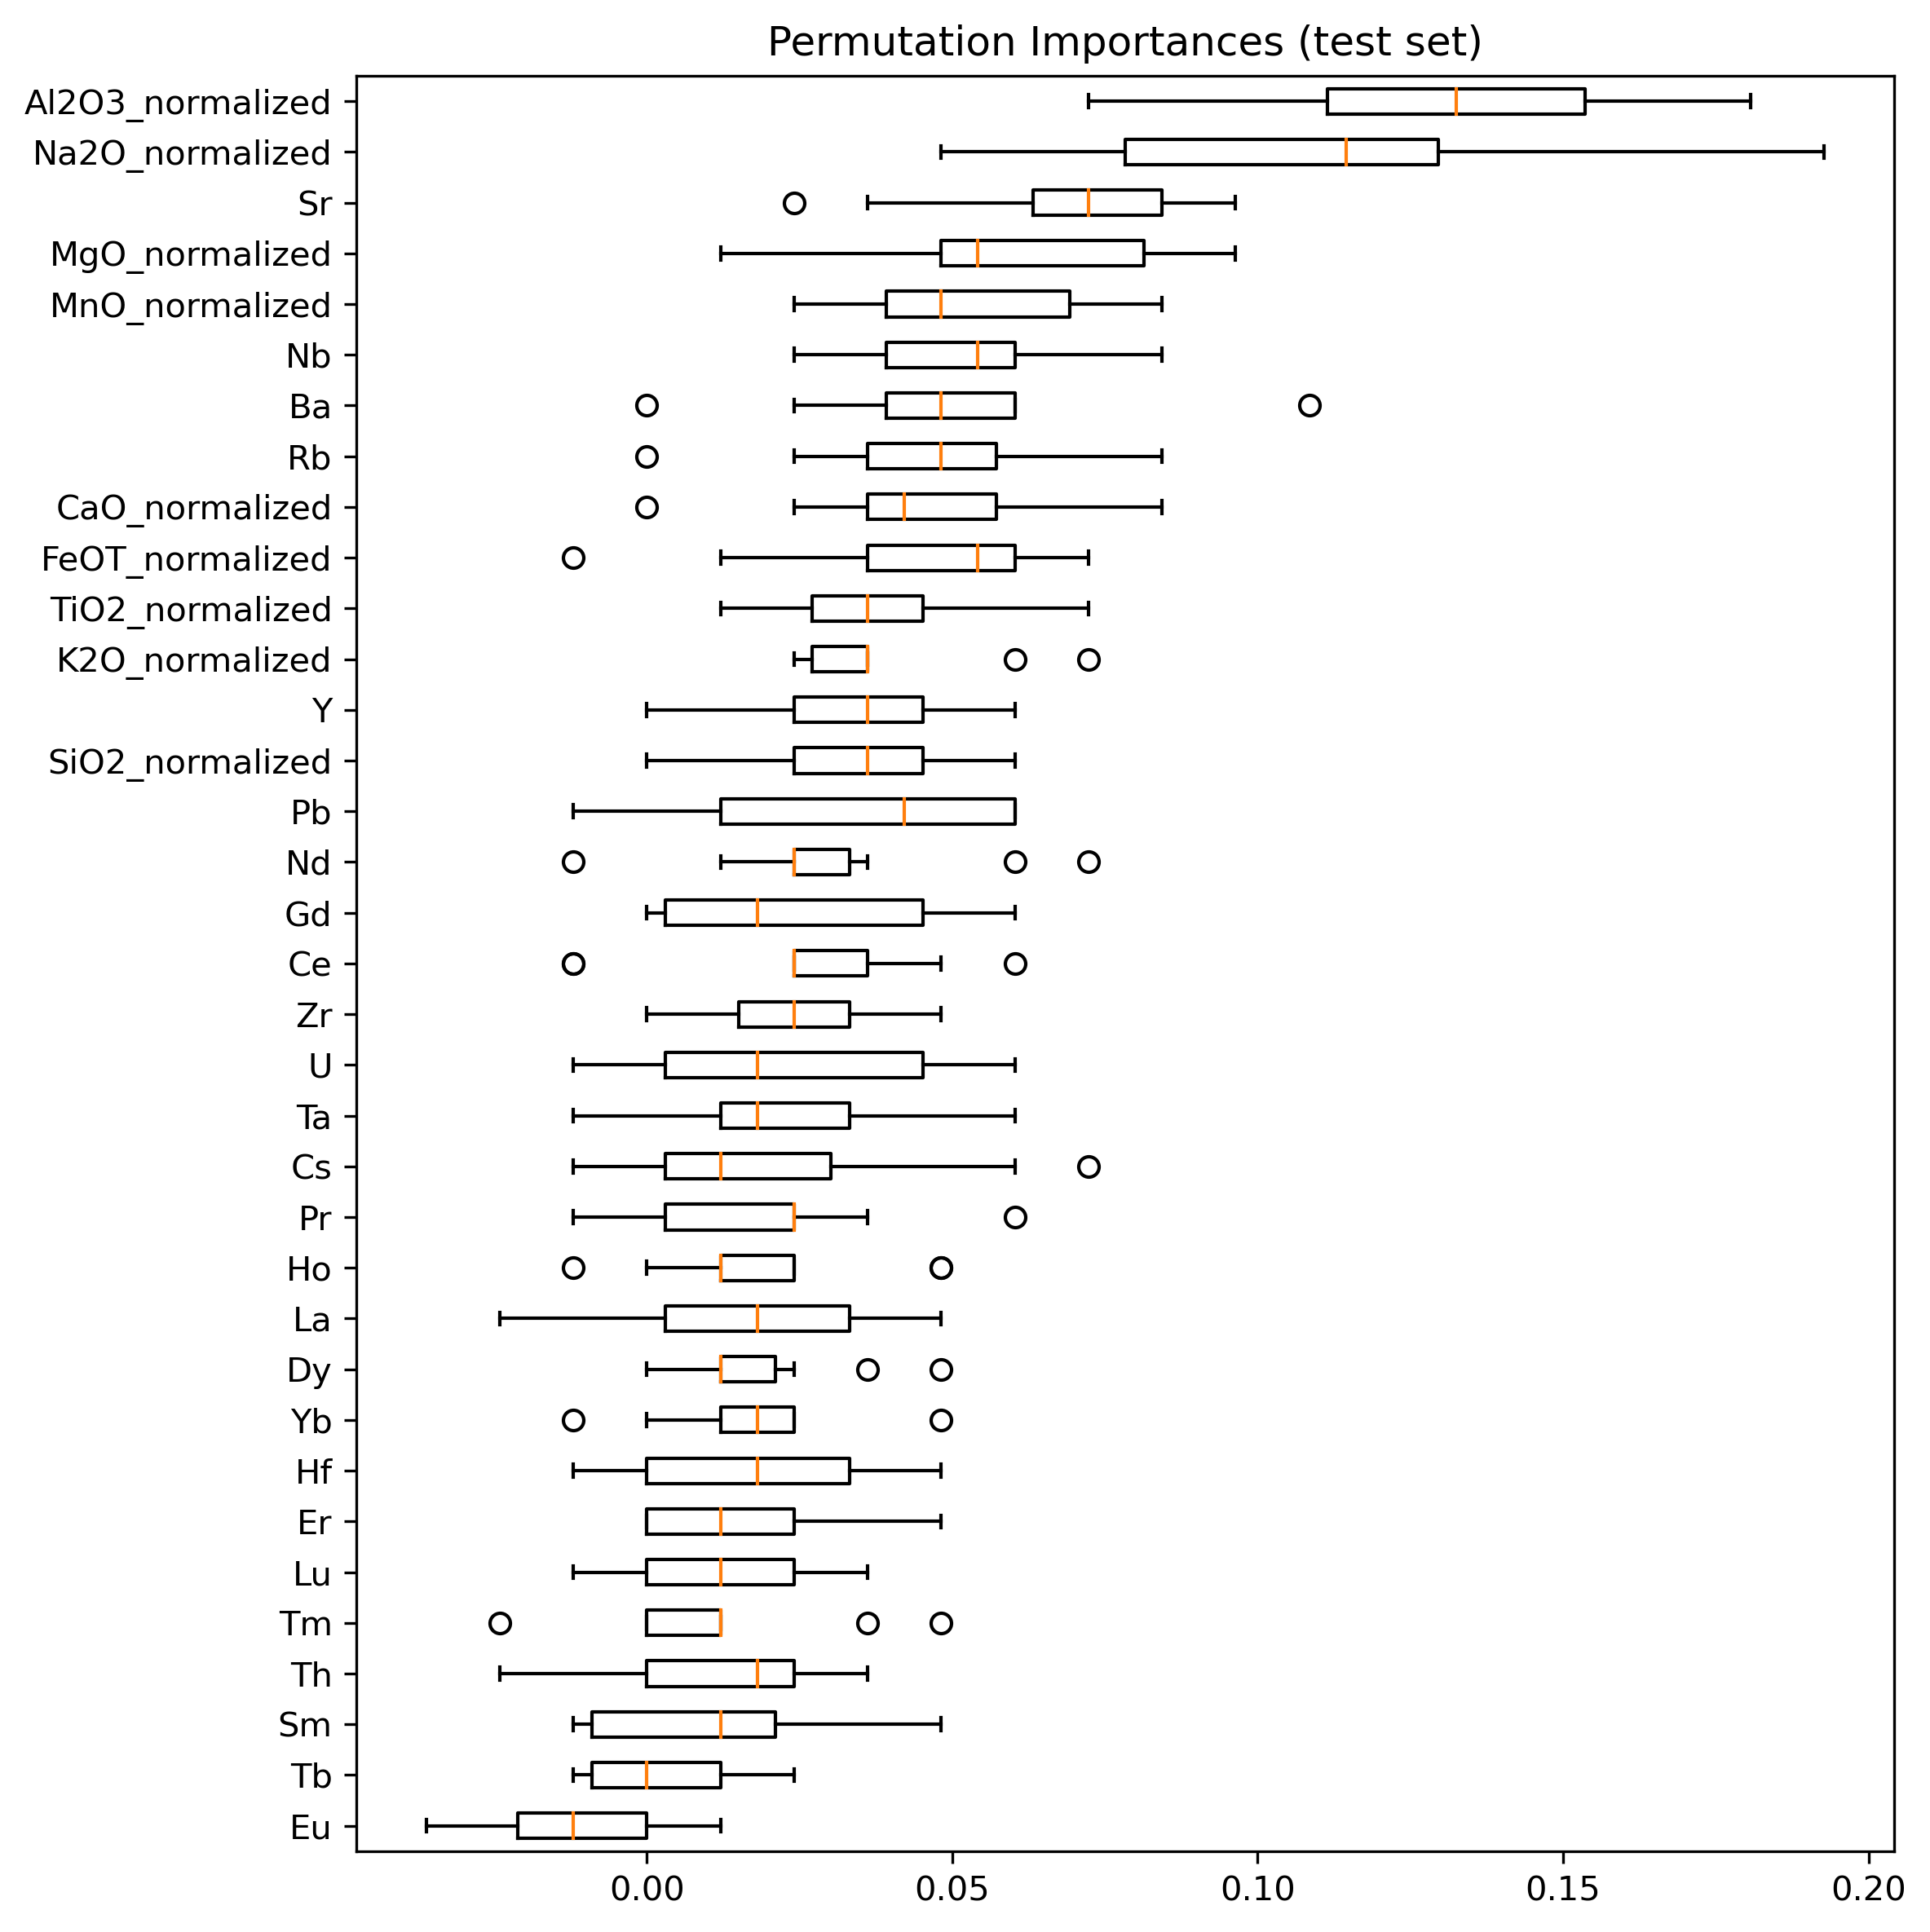 Permutation Importances (test set)
Al2O3_normalized
Na2O_normalized
Sr
MgO_normalized
MnO_normalized
Nb
Ba
Rb
CaO_normalized
FeOT_normalized
TiO2_normalized
K2O_normalized
Y
SiO2_normalized
Pb
Nd
Gd
Ce
Zr
U
Ta
Cs
Pr
Ho
La
Dy
Yb
Hf
Er
Lu
Tm
Th
Sm
Tb
Eu
0.00 0.05 0.10 0.15 0.20